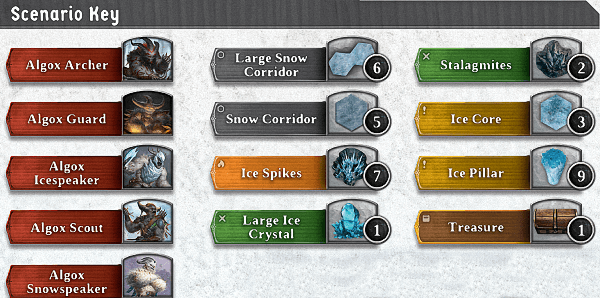 Scenario Key
Algox Archer
Algox Guard
Algox
Icespeaker
Algox Scout
Algox
Snowspeaker
Large Snow
Corridor
6
Snow Corridor
5
Ice Spikes
7
Large Ice
Crystal
1
Stalagmites
2
Ice Core
3
Ice Pillar
9
Treasure
1